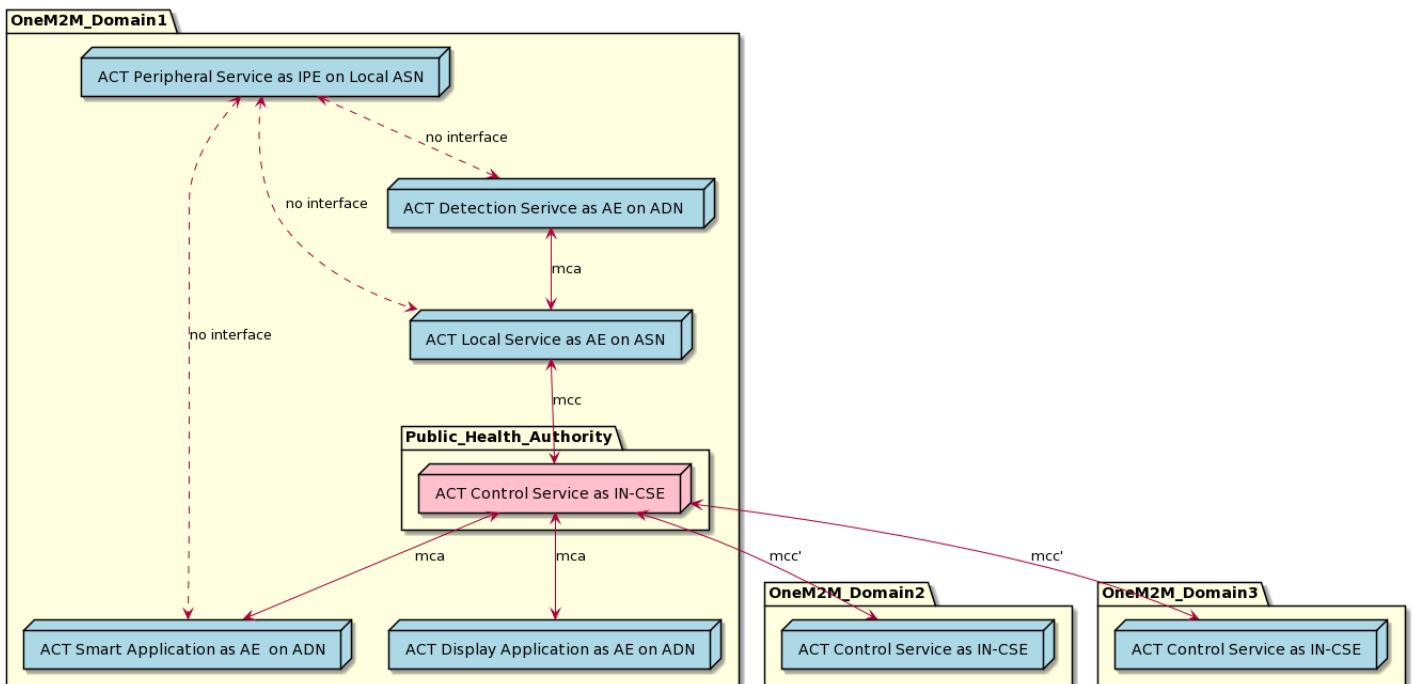 OneM2M_Domain1
ACT Peripheral Service as IPE on Local ASN
no interface
ACT Detection Serivce as AE on ADN
no interface
mca
no interface
ACT Local Service as AE on ASN
mcc
Public_Health_Authority
ACT Control Service as IN-CSE
mca
mca
mcc'
mcc'
OneM2M_Domain2
OneM2M_Domain3
ACT Smart Application as AE  on ADN
ACT Display Application as AE on ADN
ACT Control Service as IN-CSE
ACT Control Service as IN-CSE